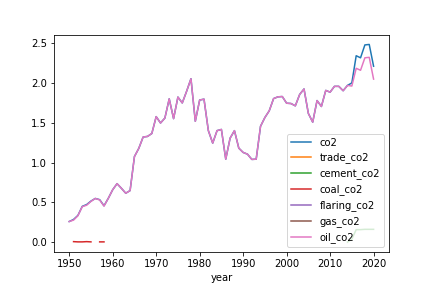 2.5
2.0
1.5
1.0
0.5
0.0
1950
1960
1970
1980
1990
2000
2010
2020
year
co2
trade_co2
cement_co2
coal_co2
flaring_co2
gas_co2
oil_co2